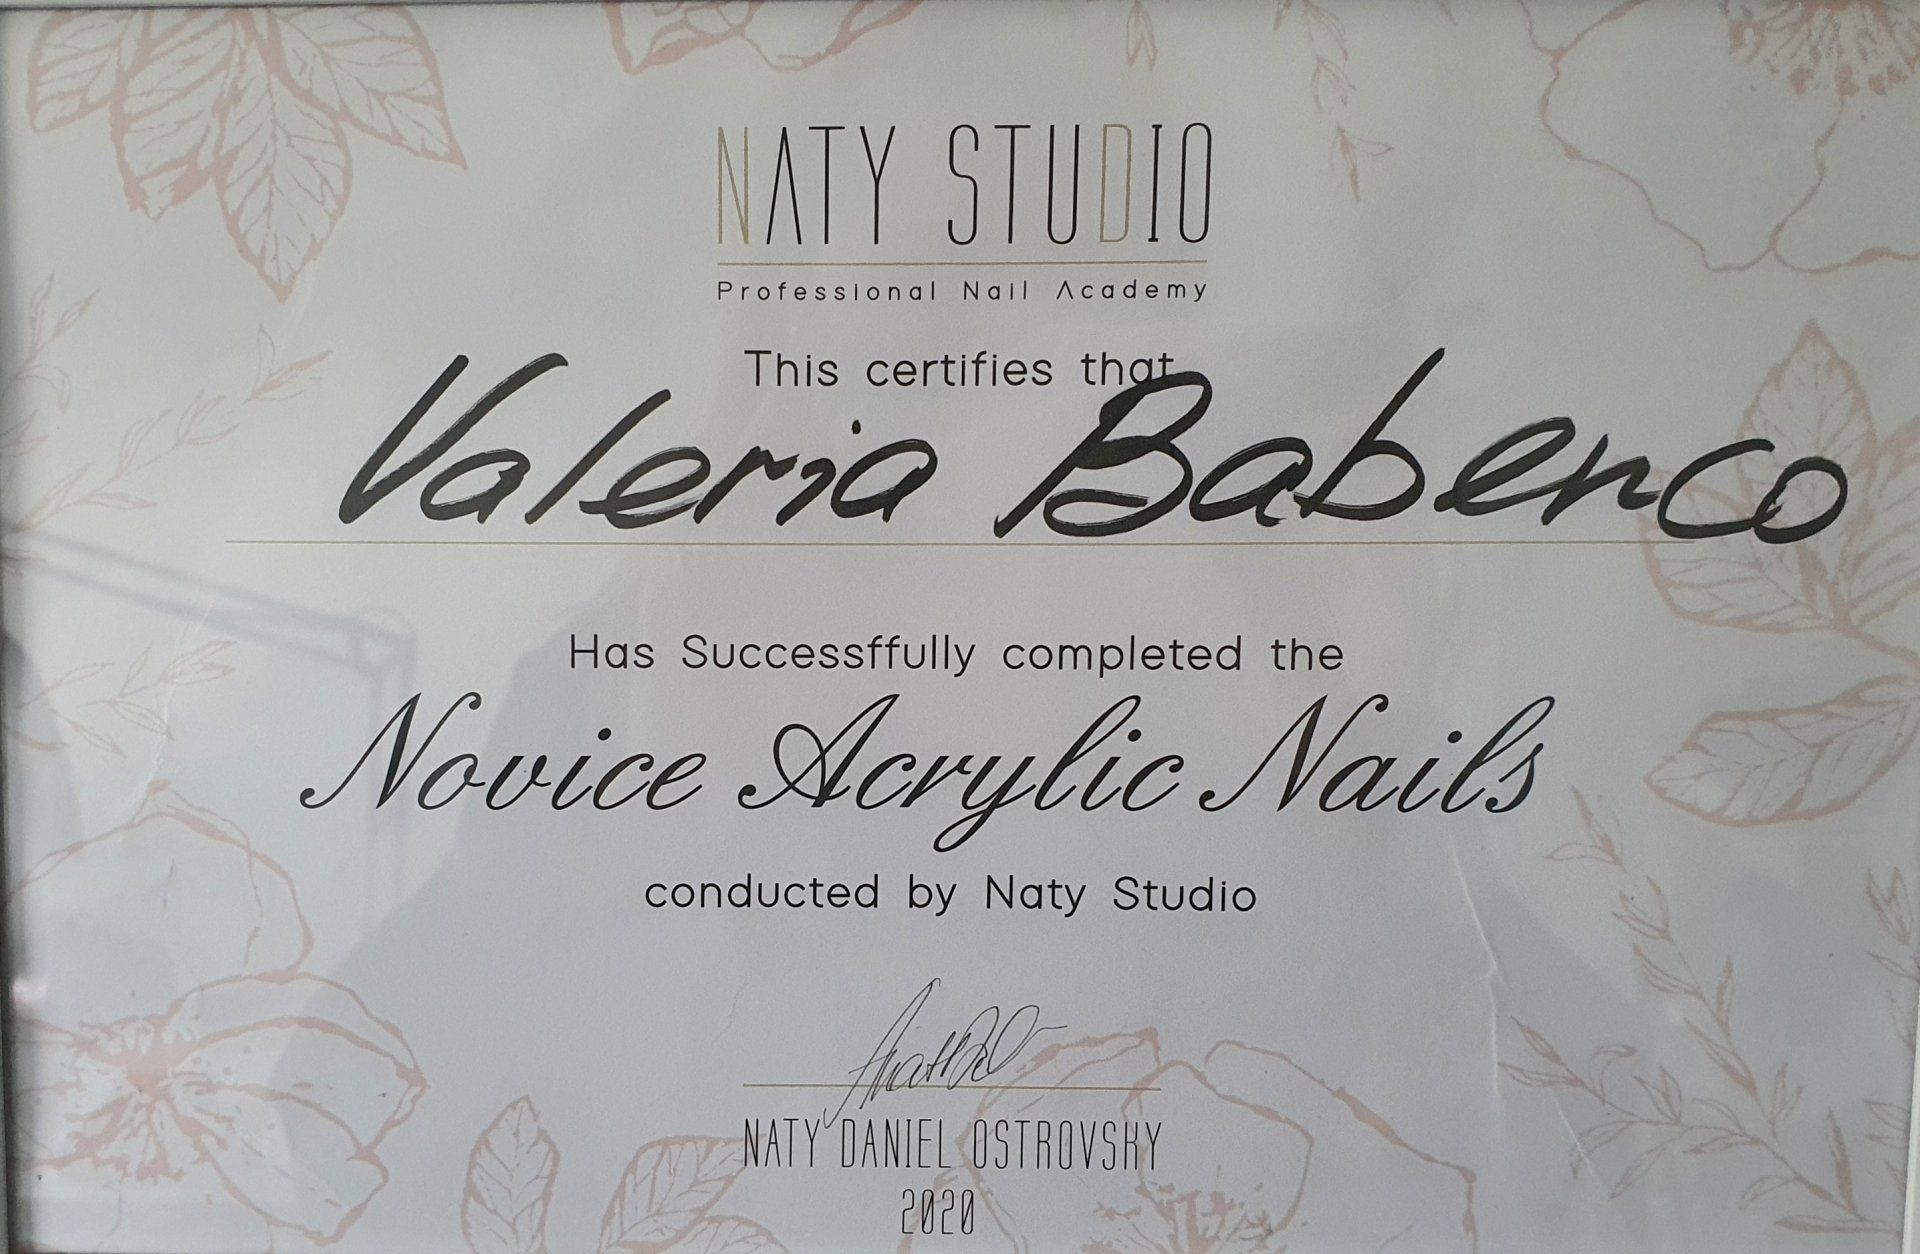 NATY STUDIO
Professional Nail Academy
This certifies that
Valeria Babenco
Has Successffully completed the
Novice Acrylic Nails
conducted by Naty Studio
NATY DANIEL OSTROVSKY
2020